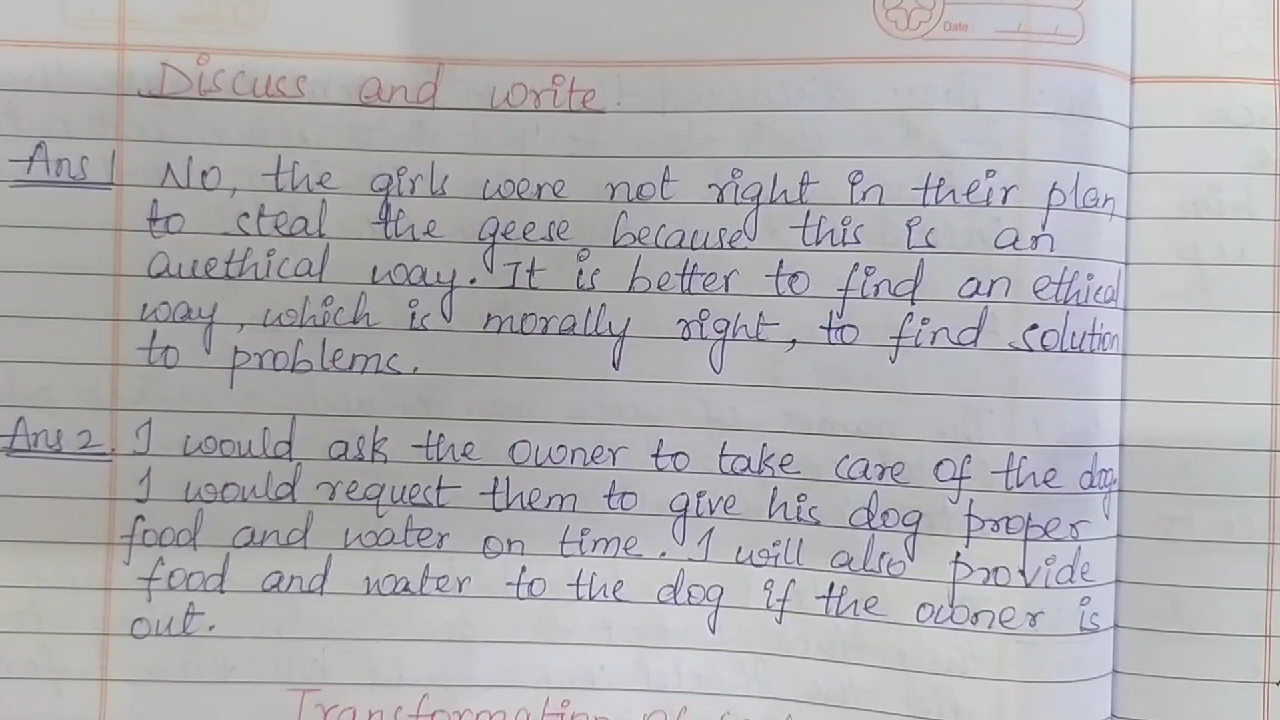 Date
Discuss and write.
Ans 1 No, the girls were not right in their plan
to steal the geese because this is an
auethical way. It is better to find an ethical
way, which is morally right, to find solution
to problems.
Ans 2. I would ask the owner to take care of the dog.
I would request them to give his dog proper
food and water on time. I will also provide
food and water to the dog if the owner is
out.
Transformation of